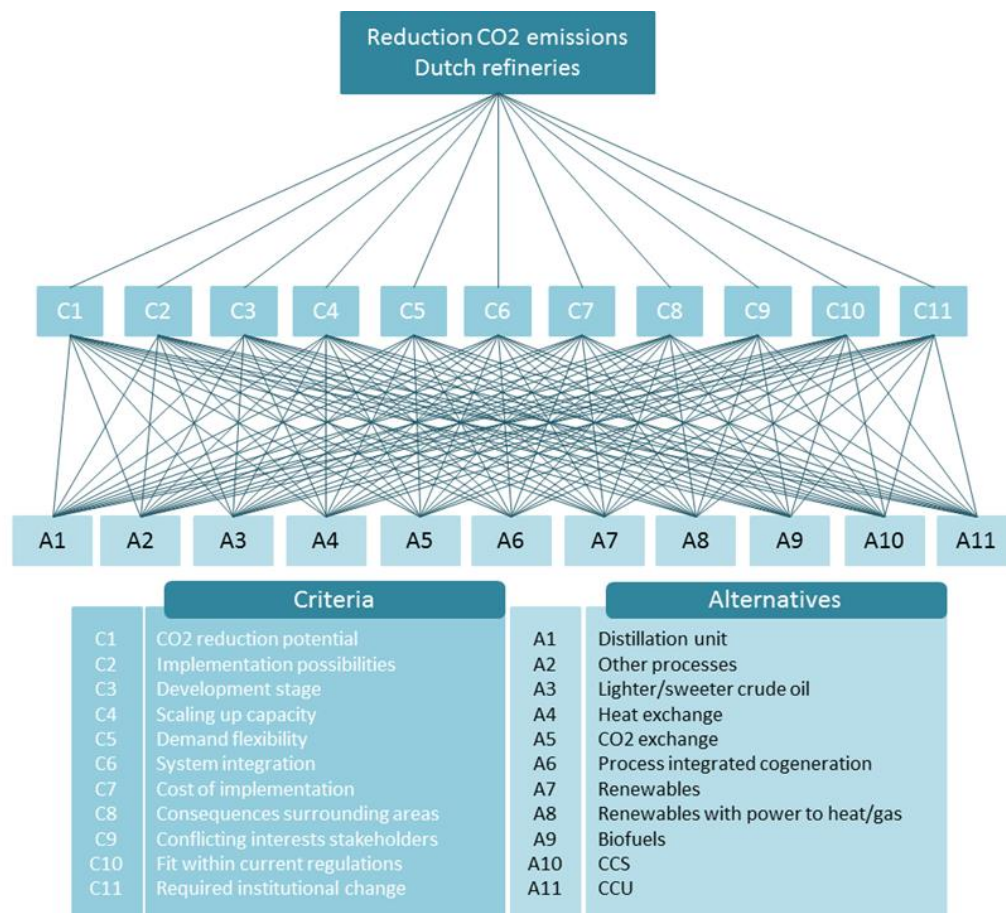 Reduction CO2 emissions
Dutch refineries
C1 C2 C3 C4 C5 C6 C7 C8 C9 C10 C11
A1 A2 A3 A4 A5 A6 A7 A8 A9 A10 A11
Criteria
C1 CO2 reduction potential
C2 Implementation possibilities
C3 Development stage
C4 Scaling up capacity
C5 Demand flexibility
C6 System integration
C7 Cost of implementation
C8 Consequences surrounding areas
C9 Conflicting interests stakeholders
C10 Fit within current regulations
C11 Required institutional change
Alternatives
A1 Distillation unit
A2 Other processes
A3 Lighter/sweeter crude oil
A4 Heat exchange
A5 CO2 exchange
A6 Process integrated cogeneration
A7 Renewables
A8 Renewables with power to heat/gas
A9 Biofuels
A10 CCS
A11 CCU